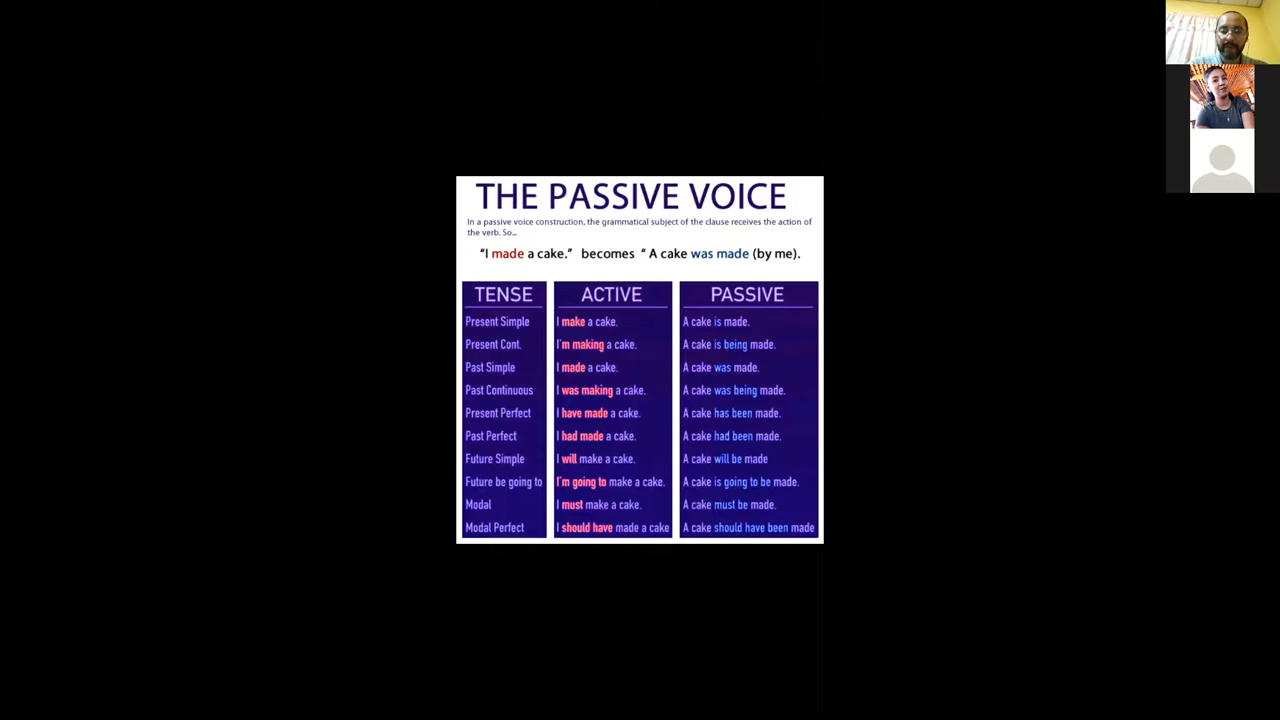 THE PASSIVE VOICE
In a passive voice construction, the grammatical subject of the clause receives the action of
the verb. So...
"I made a cake." becomes " A cake was made (by me).
TENSE ACTIVE PASSIVE
Present Simple I make a cake. A cake is made.
Present Cont. I'm making a cake. A cake is being made.
Past Simple I made a cake. A cake was made.
Past Continuous I was making a cake. A cake was being made.
Present Perfect I have made a cake. A cake has been made.
Past Perfect I had made a cake. A cake had been made.
Future Simple I will make a cake. A cake will be made
Future be going to I'm going to make a cake. A cake is going to be made.
Modal I must make a cake. A cake must be made.
Modal Perfect I should have made a cake A cake should have been made